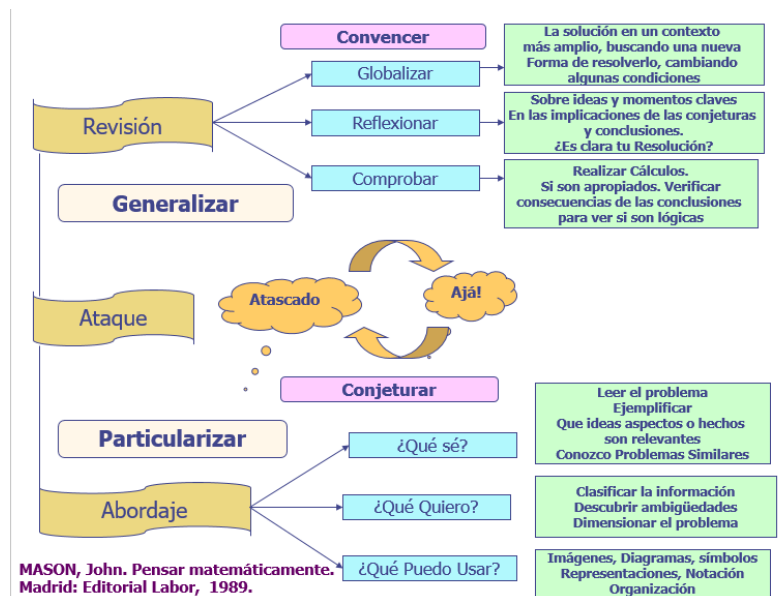 Convencer
La solución en un contexto
más amplio, buscando una nueva
Forma de resolverlo, cambiando
algunas condiciones
Globalizar
Revisión
Reflexionar
Sobre ideas y momentos claves
En las implicaciones de las conjeturas
y conclusiones.
¿Es clara tu Resolución?
Comprobar
Realizar Cálculos.
Si son apropiados. Verificar
consecuencias de las conclusiones
para ver si son lógicas
Generalizar
Ataque
Atascado
Ajá!
Conjeturar
Particularizar
¿Qué sé?
Leer el problema
Ejemplificar
Que ideas aspectos o hechos
son relevantes
Conozco Problemas Similares
Abordaje
¿Qué Quiero?
Clasificar la información
Descubrir ambigüedades
Dimensionar el problema
¿Qué Puedo Usar?
Imágenes, Diagramas, símbolos
Representaciones, Notación
Organización
MASON, John. Pensar matemáticamente.
Madrid: Editorial Labor, 1989.